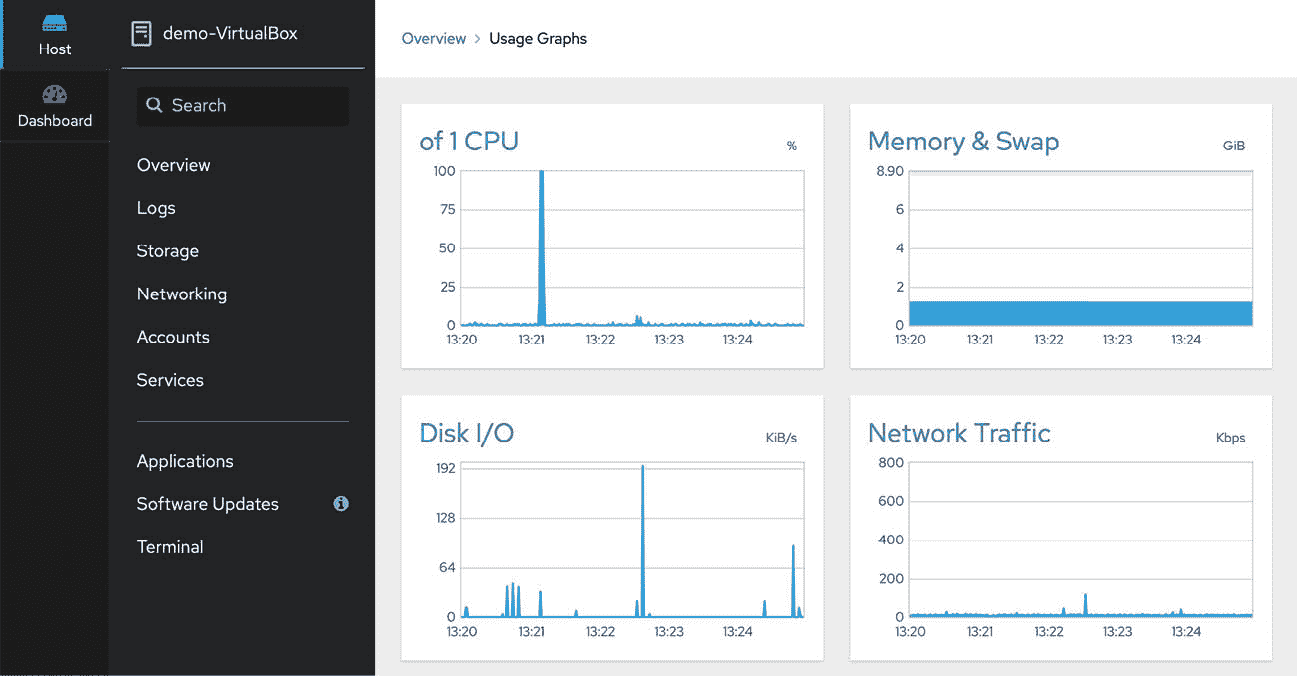 Host
Dashboard
demo-VirtualBox
Search
Overview
Logs
Storage
Networking
Accounts
Services
Applications
Software Updates
Terminal
Overview > Usage Graphs
of 1 CPU %
100
75
50
25
0
13:20 13:21 13:22 13:23 13:24
Memory & Swap GiB
8.90
6
4
2
0
13:20 13:21 13:22 13:23 13:24
Disk I/O KiB/s
192
128
64
0
13:20 13:21 13:22 13:23 13:24
Network Traffic Kbps
800
600
400
200
0
13:20 13:21 13:22 13:23 13:24